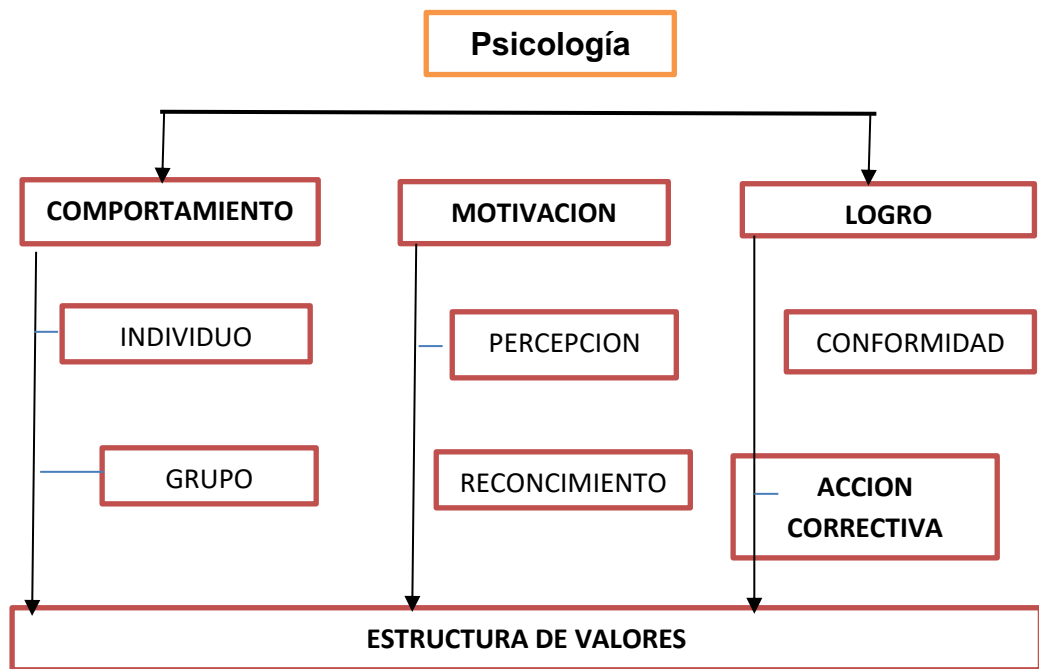 Psicología
COMPORTAMIENTO
MOTIVACION
LOGRO
INDIVIDUO
PERCEPCION
CONFORMIDAD
GRUPO
RECONCIMIENTO
ACCION
CORRECTIVA
ESTRUCTURA DE VALORES